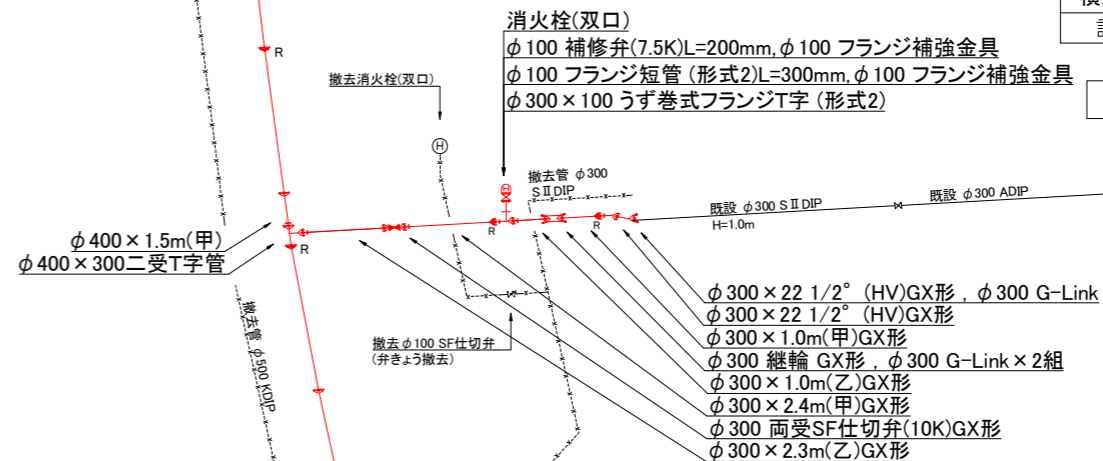 消火栓(双口)
φ100 補修弁(7.5K)L=200mm,φ100 フランジ補強金具
φ100 フランジ短管 (形式2)L=300mm,φ100 フランジ補強金具
φ300×100 うず巻式フランジT字 (形式2)
R
撤去消火栓(双口)
H
H
撤去管 φ300
SⅡDIP
既設 φ300 SⅡDIP
H=1.0m
既設 φ300 ADIP
φ400×1.5m(甲)
φ400×300二受T字管
R
R
R
撤去管 φ500 KDIP
撤去φ100 SF仕切弁
(弁きょう撤去)
φ300×22 1/2° (HV)GX形 , φ300 G-Link
φ300×22 1/2° (HV)GX形
φ300×1.0m(甲)GX形
φ300 継輪 GX形 , φ300 G-Link×2組
φ300×1.0m(乙)GX形
φ300×2.4m(甲)GX形
φ300 両受SF仕切弁(10K)GX形
φ300×2.3m(乙)GX形